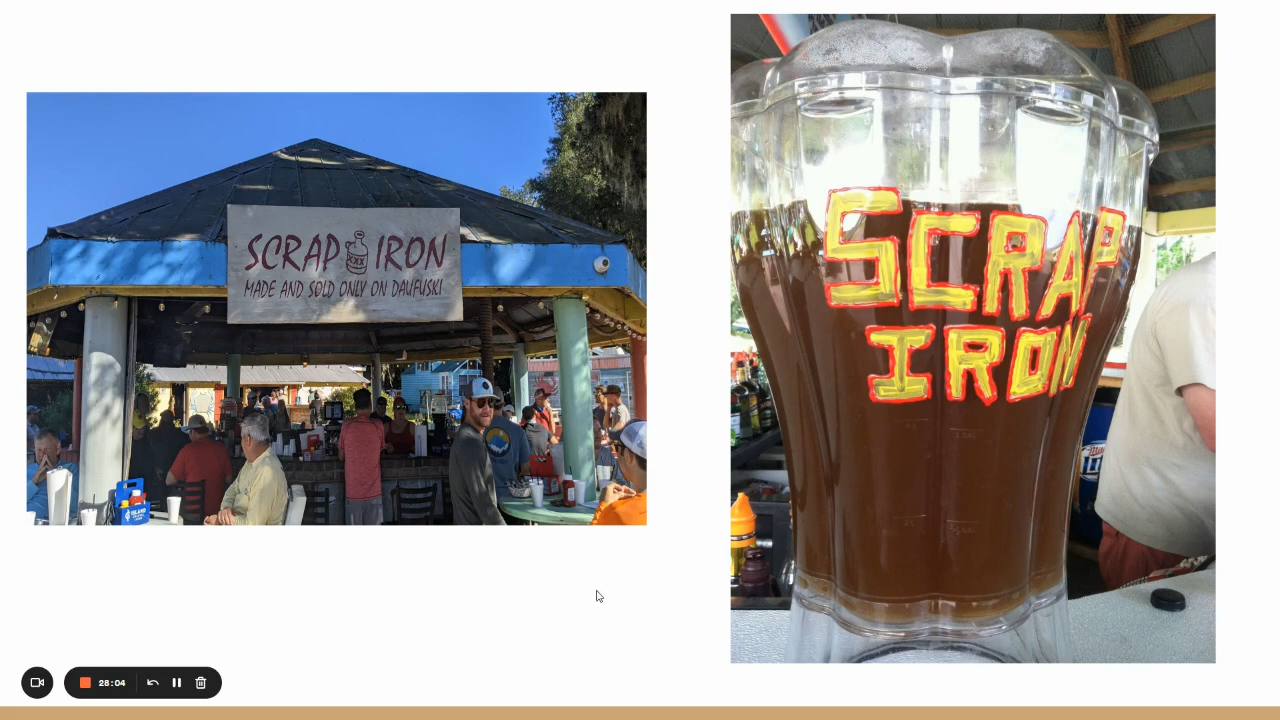 SCRAP XXX IRON
MADE AND SOLD ONLY ON DAUFUSKI
SCRAP
IRON
28:04